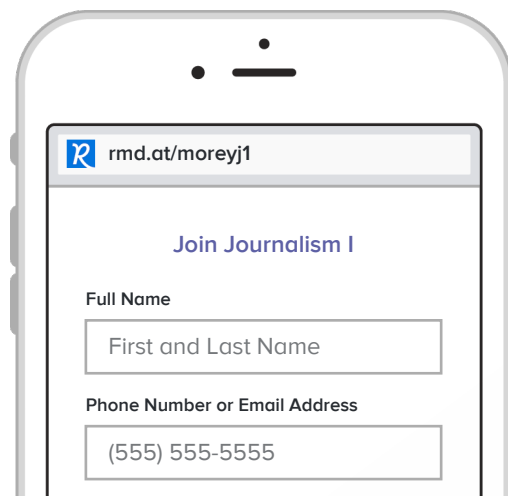 R rmd.at/moreyj1
Join Journalism I
Full Name
First and Last Name
Phone Number or Email Address
(555) 555-5555